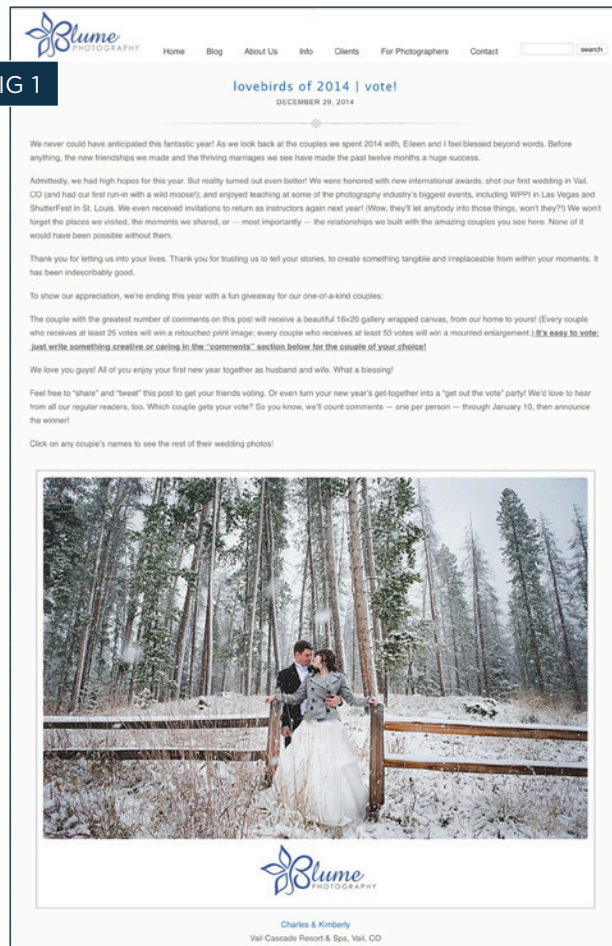 Blume
PHOTOGRAPHY
Home Blog About Us Info Clients For Photographers Contact search
IG 1
lovebirds of 2014 | vote!
DECEMBER 29, 2014
We never could have anticipated this fantastic year! As we look back at the couples we spent 2014 with, Eileen and I feel blessed beyond words. Before
anything, the new friendships we made and the thriving marriages we see have made the past twelve months a huge success.
Admittedly, we had high hopes for this year. But reality turned out even better! We were honored with new international awards; shot our first wedding in Vail,
CO (and had our first run-in with a wild moose!); and enjoyed teaching at some of the photography industry's biggest events, including WPPI in Las Vegas and
ShutterFest in St. Louis. We even received invitations to return as instructors again next year! (Wow, they'll let anybody into those things, won't they?!) We won't
forget the places we visited, the moments we shared, or — most importantly — the relationships we built with the amazing couples you see here. None of it
would have been possible without them.
Thank you for letting us into your lives. Thank you for trusting us to tell your stories, to create something tangible and irreplaceable from within your moments. It
has been indescribably good.
To show our appreciation, we're ending this year with a fun giveaway for our one-of-a-kind couples:
The couple with the greatest number of comments on this post will receive a beautiful 16×20 gallery wrapped canvas, from our home to yours! (Every couple
who receives at least 25 votes will win a retouched print image; every couple who receives at least 50 votes will win a mounted enlargement.) It's easy to vote:
just write something creative or caring in the "comments" section below for the couple of your choice!
We love you guys! All of you enjoy your first new year together as husband and wife. What a blessing!
Feel free to "share" and "tweet" this post to get your friends voting. Or even turn your new year's get-together into a "get out the vote" party! We'd love to hear
from all our regular readers, too. Which couple gets your vote? So you know, we'll count comments — one per person — through January 10, then announce
the winner!
Click on any couple's names to see the rest of their wedding photos!
Blume
PHOTOGRAPHY
Charles & Kimberly
Vail Cascade Resort & Spa, Vail, CO